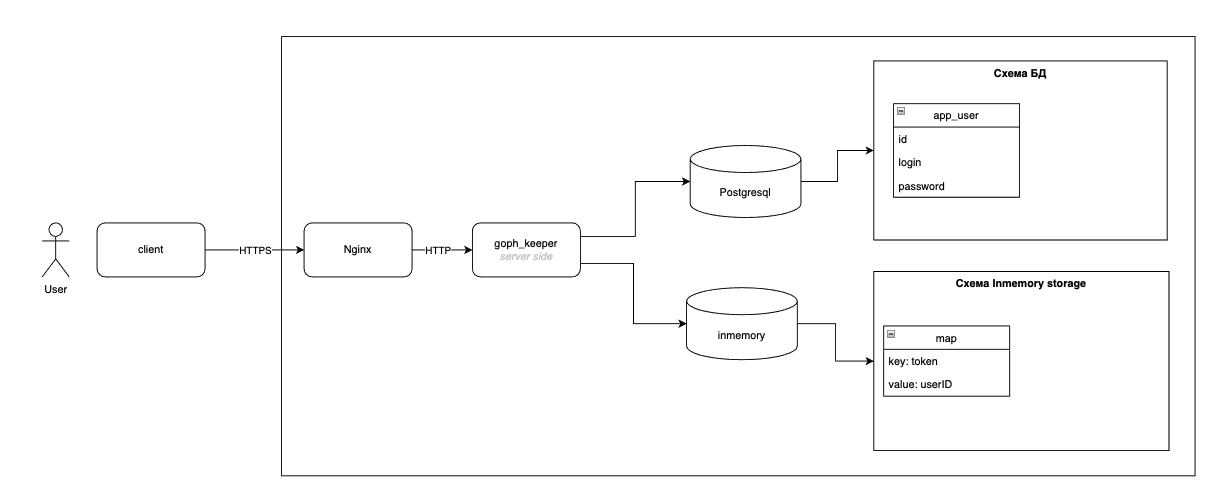 User
client
HTTPS
Nginx
HTTP
goph_keeper
server side
Postgresql
inmemory
Схема БД
app_user
id
login
password
Схема Inmemory storage
map
key: token
value: userID